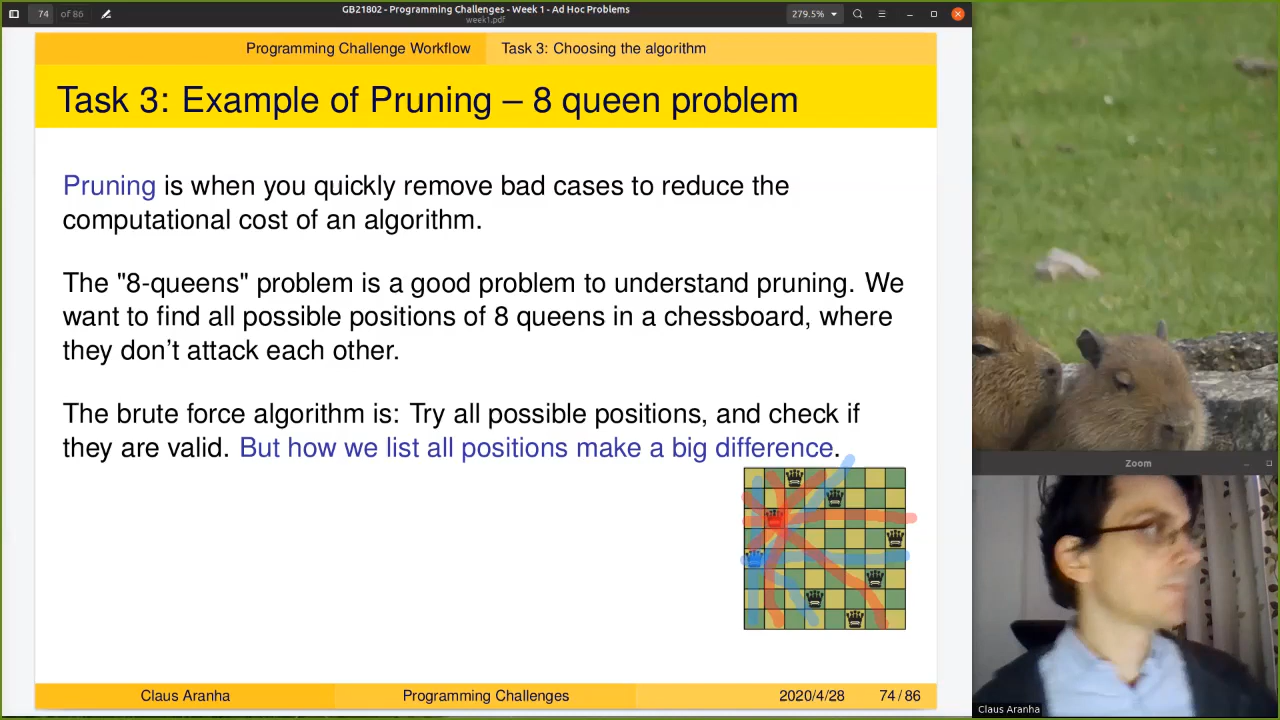 74 of 86
GB21802 - Programming Challenges - Week 1 - Ad Hoc Problems
week1.pdf
279.5%
Programming Challenge Workflow
Task 3: Choosing the algorithm
Task 3: Example of Pruning – 8 queen problem
Pruning is when you quickly remove bad cases to reduce the
computational cost of an algorithm.
The "8-queens" problem is a good problem to understand pruning. We
want to find all possible positions of 8 queens in a chessboard, where
they don't attack each other.
The brute force algorithm is: Try all possible positions, and check if
they are valid. But how we list all positions make a big difference.
Claus Aranha
Programming Challenges
2020/4/28
74 / 86
Zoom
Claus Aranha